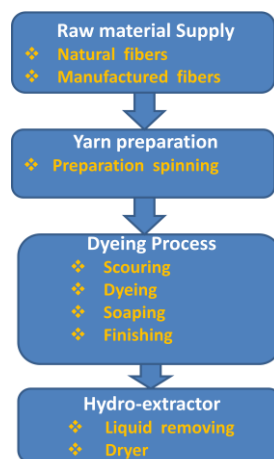 Raw material Supply
❖ Natural fibers
❖ Manufactured fibers
Yarn preparation
❖ Preparation spinning
Dyeing Process
❖ Scouring
❖ Dyeing
❖ Soaping
❖ Finishing
Hydro-extractor
❖ Liquid removing
❖ Dryer